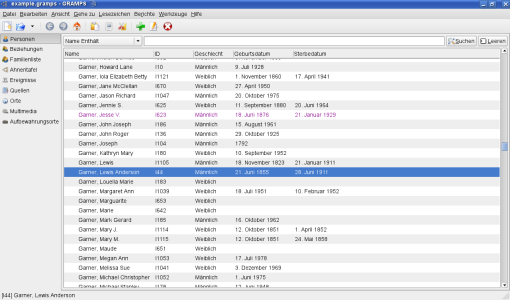 example.gramps - GRAMPS
Datei Bearbeiten Ansicht Gehe zu Lesezeichen Berichte Werkzeuge Hilfe
Personen
Beziehungen
Familienliste
Ahnentafel
Ereignisse
Quellen
Orte
Multimedia
Aufbewahrungsorte
Name Enthält Suchen Leeren
Name ID Geschlecht Geburtsdatum Sterbedatum
Garner, Howard Lane I10 Männlich 9. Juli 1928
Garner, Iola Elizabeth Betty I1121 Weiblich 1. November 1860 17. April 1941
Garner, Jane McClellan I670 Weiblich 27. April 1950
Garner, Jason Richard I1047 Männlich 20. Oktober 1975
Garner, Jennie S. I625 Weiblich 11. September 1880 20. Juni 1964
Garner, Jesse V. I623 Männlich 18. Juni 1876 21. Januar 1929
Garner, John Joseph I186 Männlich 15. August 1961
Garner, John Roger I136 Männlich 29. Oktober 1925
Garner, Joseph I104 Männlich 1792
Garner, Kathryn Mary I180 Weiblich 10. September 1952
Garner, Lewis I1105 Männlich 18. November 1823 21. Januar 1911
Garner, Lewis Anderson I44 Männlich 21. Juni 1855 28. Juni 1911
Garner, Louella Marie I183 Weiblich
Garner, Margaret Ann I1039 Weiblich 18. Juli 1951 10. Februar 1952
Garner, Marguarite I653 Weiblich
Garner, Marie I642 Weiblich
Garner, Mark Gerard I185 Männlich 16. Oktober 1962
Garner, Mary J. I1114 Weiblich 12. Oktober 1851 1. April 1852
Garner, Mary M. I1115 Weiblich 12. Oktober 1851 24. Mai 1858
Garner, Maude I651 Weiblich
Garner, Megan Ann I1053 Weiblich 17. Juli 1978
Garner, Melissa Sue I1041 Weiblich 3. Dezember 1969
Garner, Michael Christopher I1052 Männlich 1. Juni 1975
Garner, Michael Stanley I178 Männlich 12. Juni 1948
[I44] Garner, Lewis Anderson